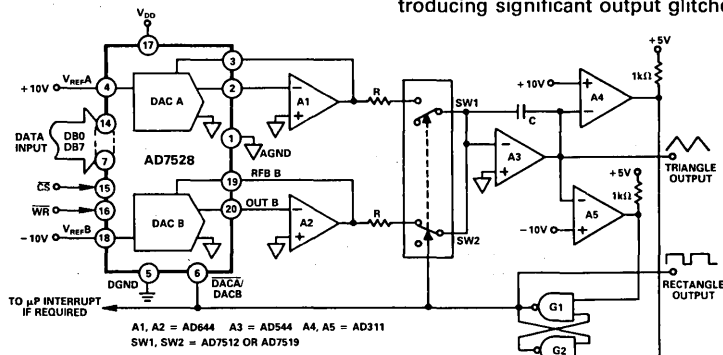 troducing significant output glitche
VDD
17
+5V
1kΩ
3
+10V
VREFA
4
DAC A
2
A1
R
SW1
+10V
A4
14
DATA
INPUT
DB0
DB7
7
1
AGND
C
AD7528
A3
TRIANGLE
OUTPUT
CS
15
19
RFB B
+5V
1kΩ
WR
16
DAC B
20
OUT B
A2
R
SW2
A5
-10V
VREFB
18
-10V
DGND
5
6
DACA/
DACB
RECTANGLE
OUTPUT
TO μP INTERRUPT
IF REQUIRED
G1
A1, A2 = AD644 A3 = AD544 A4, A5 = AD311
SW1, SW2 = AD7512 OR AD7519
G2